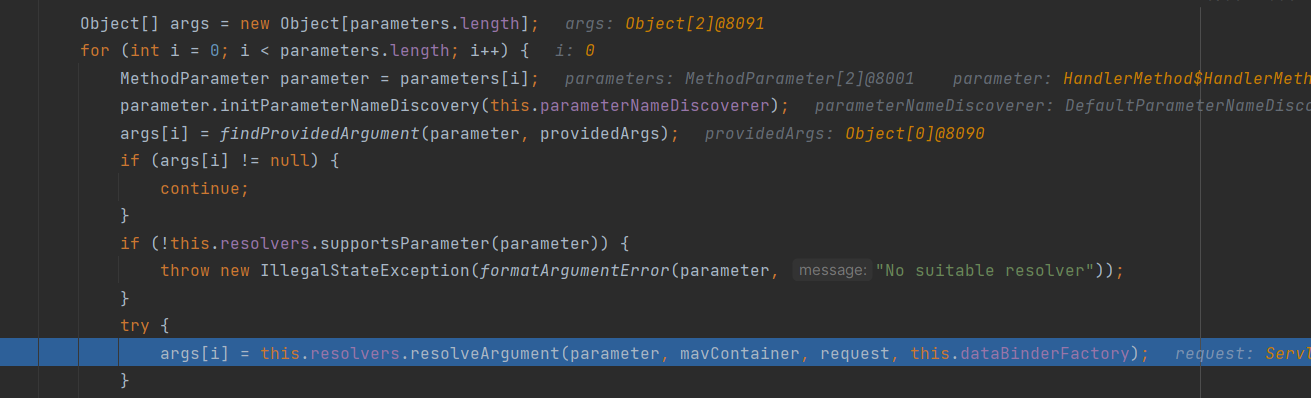 Object[] args = new Object[parameters.length]; args: Object[2]@8091
for (int i = 0; i < parameters.length; i++) { i: 0
MethodParameter parameter = parameters[i]; parameters: MethodParameter[2]@8001 parameter: HandlerMethod$HandlerMeth
parameter.initParameterNameDiscovery(this.parameterNameDiscoverer); parameterNameDiscoverer: DefaultParameterNameDisco
args[i] = findProvidedArgument(parameter, providedArgs); providedArgs: Object[0]@8090
if (args[i] != null) {
continue;
}
if (!this.resolvers.supportsParameter(parameter)) {
throw new IllegalStateException(formatArgumentError(parameter, message: "No suitable resolver"));
}
try {
args[i] = this.resolvers.resolveArgument(parameter, mavContainer, request, this.dataBinderFactory); request: Servl
}